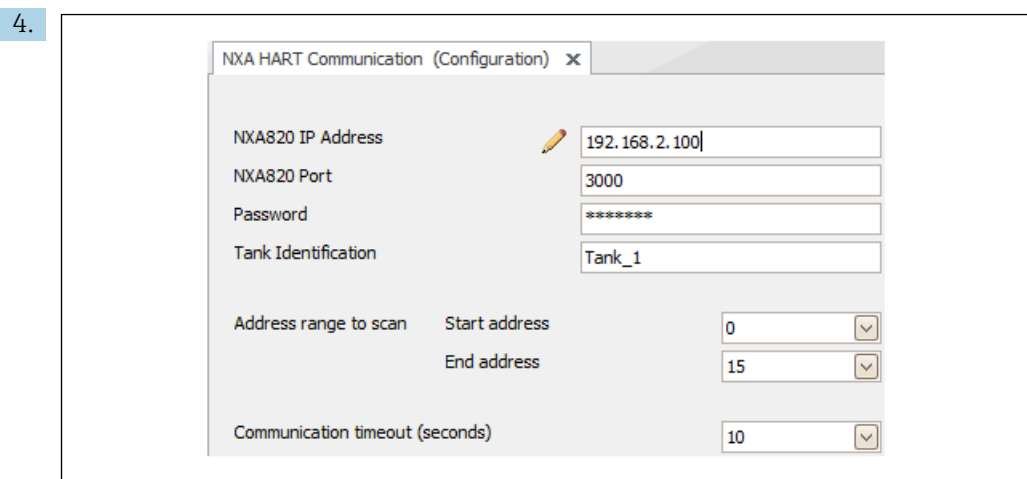 4.
NXA HART Communication (Configuration) X
NXA820 IP Address 192.168.2.100
NXA820 Port 3000
Password *******
Tank Identification Tank_1
Address range to scan Start address 0
End address 15
Communication timeout (seconds) 10